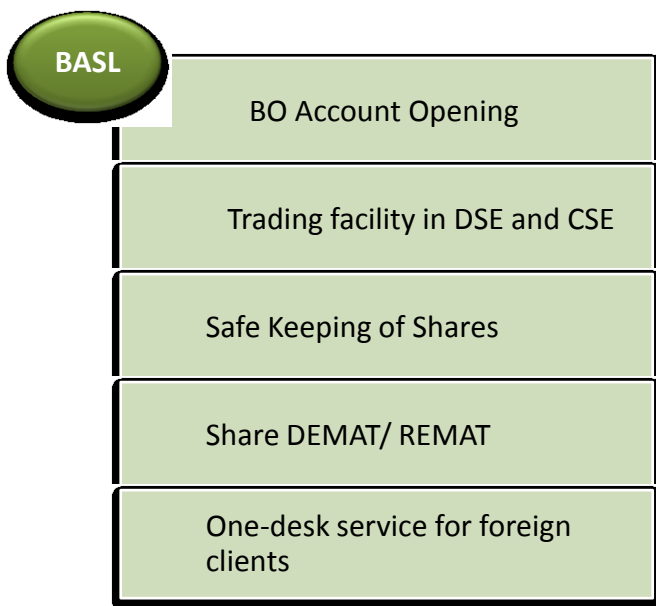 BASL
BO Account Opening
Trading facility in DSE and CSE
Safe Keeping of Shares
Share DEMAT/ REMAT
One-desk service for foreign
clients